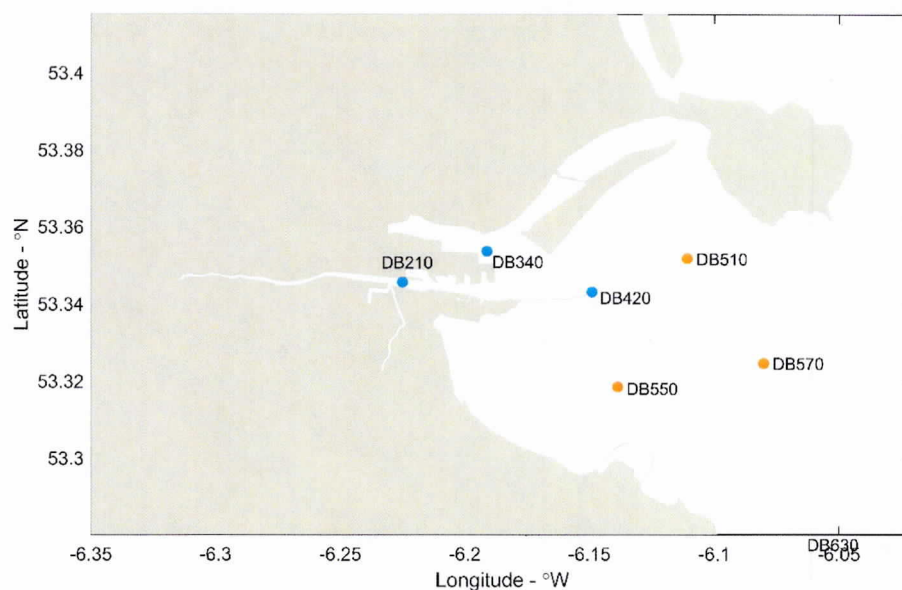 53.4
53.38
53.36
53.34
53.32
53.3
Latitude - °N
DB210
DB340
DB510
DB420
DB570
DB550
DB630
-6.35
-6.3
-6.25
-6.2
-6.15
-6.1
-6.05
Longitude - °W